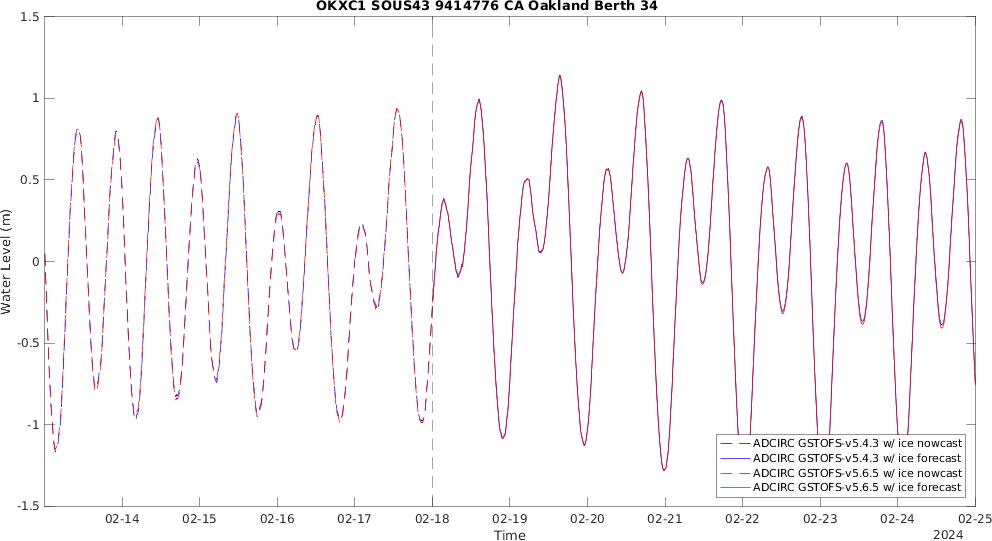 OKXC1 SOUS43 9414776 CA Oakland Berth 34
1.5
1
0.5
0
-0.5
-1
-1.5
Water Level (m)
02-14
02-15
02-16
02-17
02-18
02-19
02-20
02-21
02-22
02-23
02-24
02-25
Time
2024
ADCIRC GSTOFS-v5.4.3 w/ ice nowcast
ADCIRC GSTOFS-v5.4.3 w/ ice forecast
ADCIRC GSTOFS-v5.6.5 w/ ice nowcast
ADCIRC GSTOFS-v5.6.5 w/ ice forecast